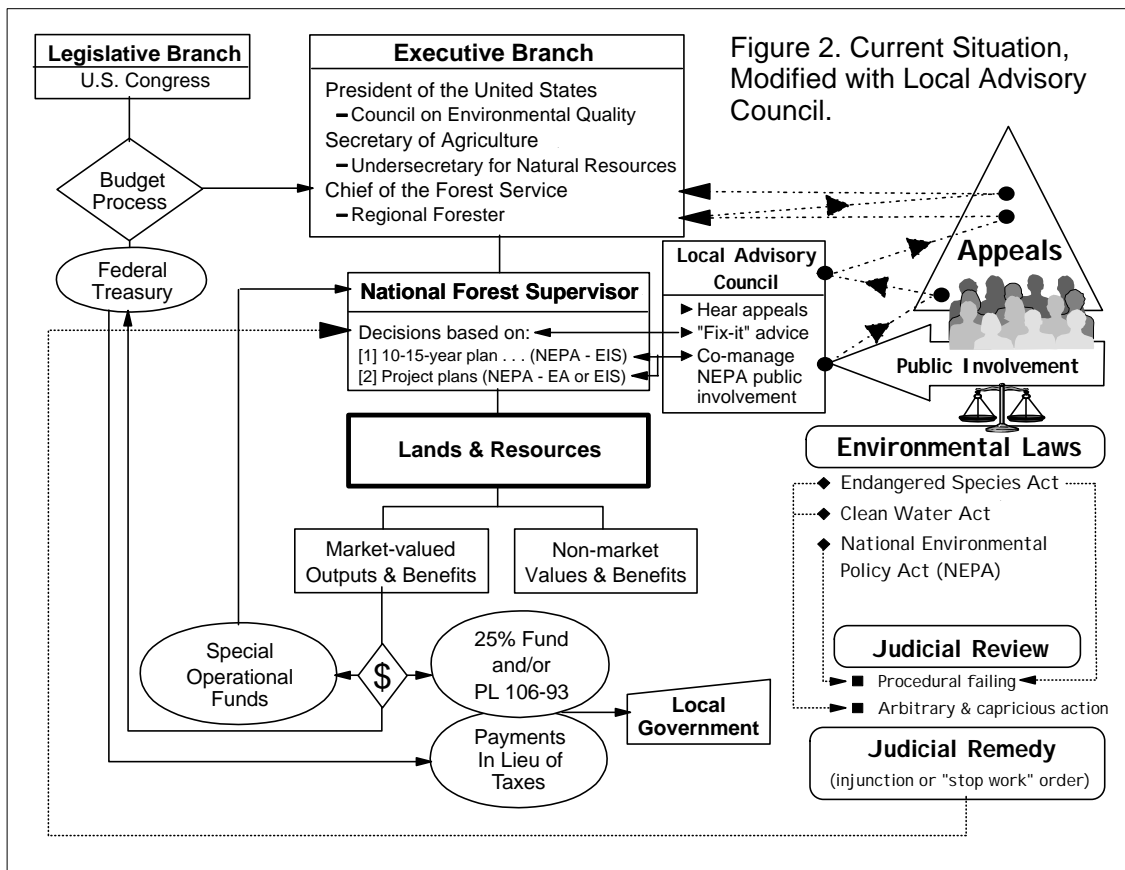 Legislative Branch
U.S. Congress
Executive Branch
President of the United States
– Council on Environmental Quality
Secretary of Agriculture
– Undersecretary for Natural Resources
Chief of the Forest Service
– Regional Forester
Figure 2. Current Situation,
Modified with Local Advisory
Council.
Budget
Process
Federal
Treasury
National Forest Supervisor
Decisions based on:
[1] 10-15-year plan . . . (NEPA - EIS)
[2] Project plans (NEPA - EA or EIS)
Local Advisory
Council
Hear appeals
"Fix-it" advice
Co-manage
NEPA public
involvement
Appeals
Public Involvement
Lands & Resources
Market-valued
Outputs & Benefits
Non-market
Values & Benefits
Special
Operational
Funds
$
25% Fund
and/or
PL 106-93
Payments
In Lieu of
Taxes
Local
Government
Environmental Laws
Endangered Species Act
Clean Water Act
National Environmental
Policy Act (NEPA)
Judicial Review
Procedural failing
Arbitrary & capricious action
Judicial Remedy
(injunction or "stop work" order)